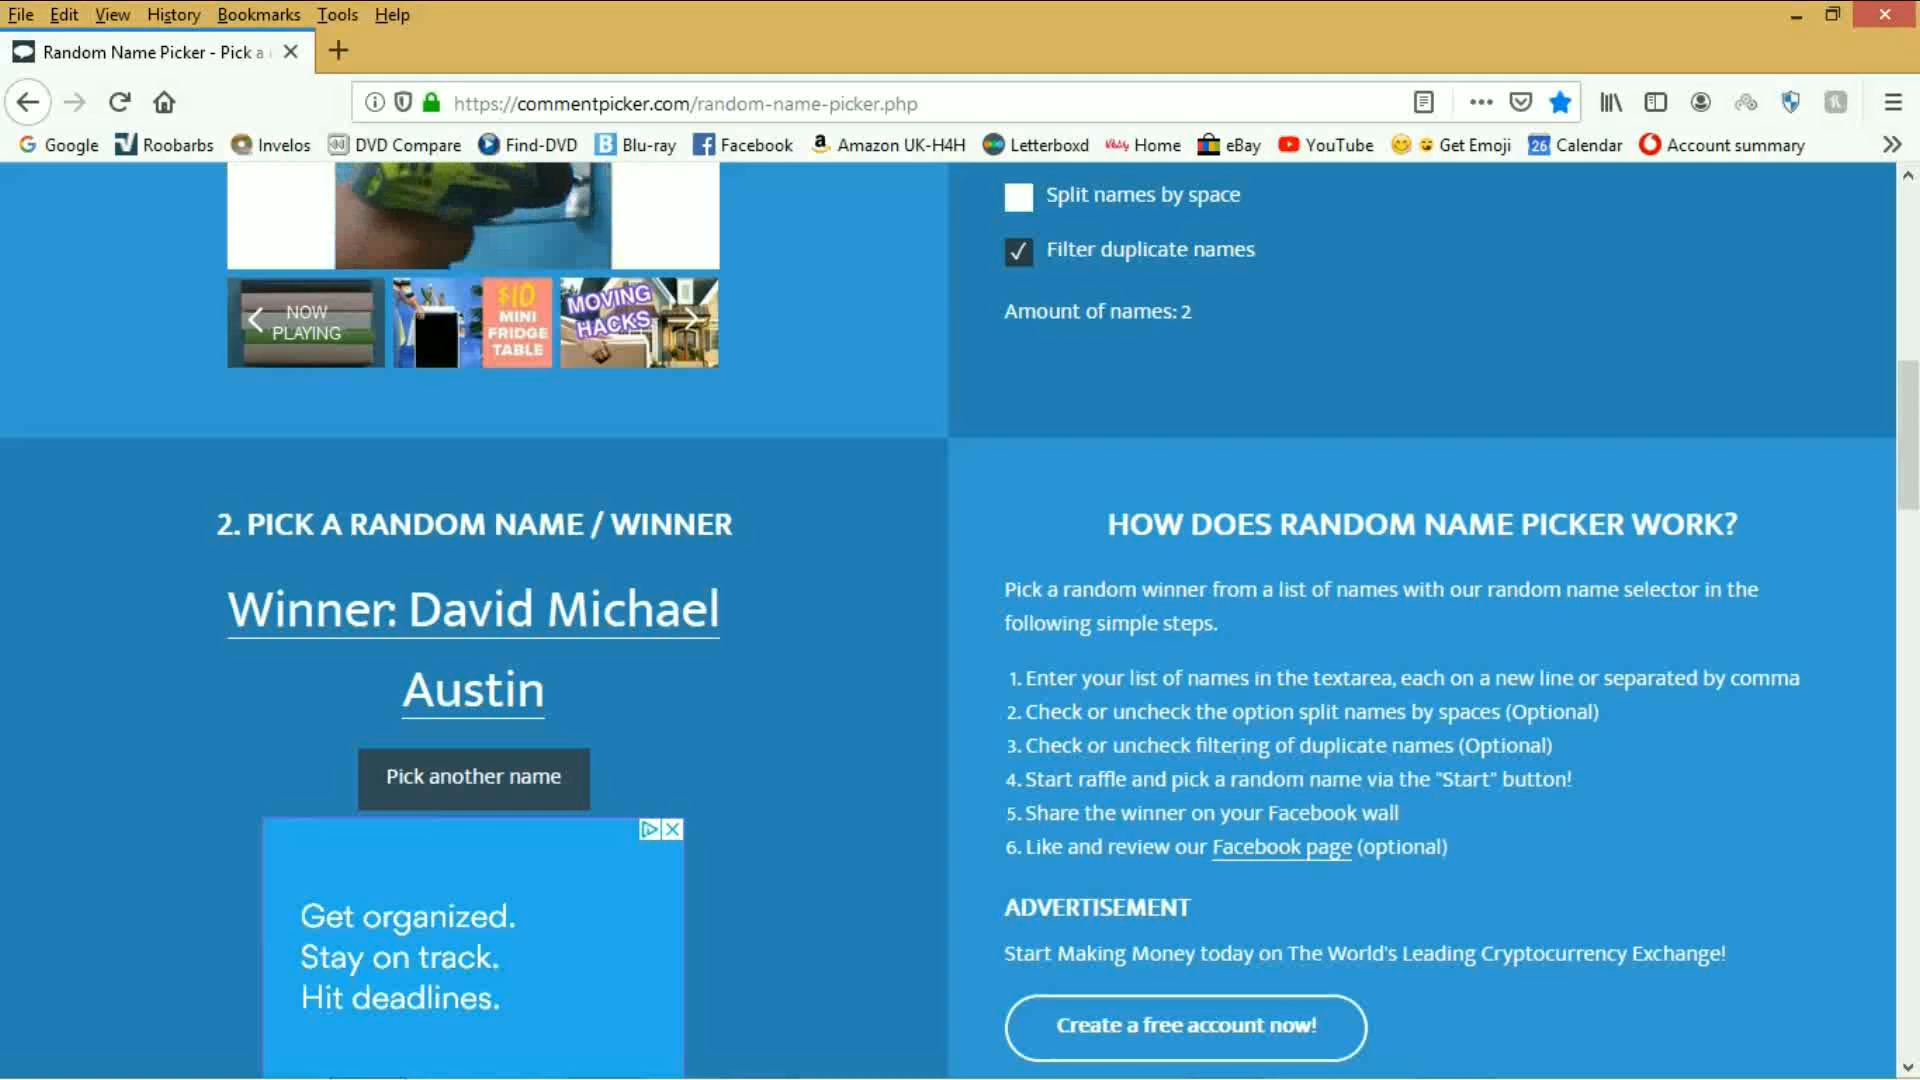 File Edit View History Bookmarks Tools Help
Random Name Picker - Pick a
https://commentpicker.com/random-name-picker.php
Google Roobarbs Invelos DVD Compare Find-DVD Blu-ray Facebook Amazon UK-H4H Letterboxd Home eBay YouTube Get Emoji 26 Calendar Account summary
Split names by space
Filter duplicate names
Amount of names: 2
NOW
PLAYING
$10
MINI
FRIDGE
TABLE
MOVING
HACKS
2. PICK A RANDOM NAME / WINNER
Winner: David Michael
Austin
Pick another name
Get organized.
Stay on track.
Hit deadlines.
HOW DOES RANDOM NAME PICKER WORK?
Pick a random winner from a list of names with our random name selector in the
following simple steps.
1. Enter your list of names in the textarea, each on a new line or separated by comma
2. Check or uncheck the option split names by spaces (Optional)
3. Check or uncheck filtering of duplicate names (Optional)
4. Start raffle and pick a random name via the "Start" button!
5. Share the winner on your Facebook wall
6. Like and review our Facebook page (optional)
ADVERTISEMENT
Start Making Money today on The World's Leading Cryptocurrency Exchange!
Create a free account now!